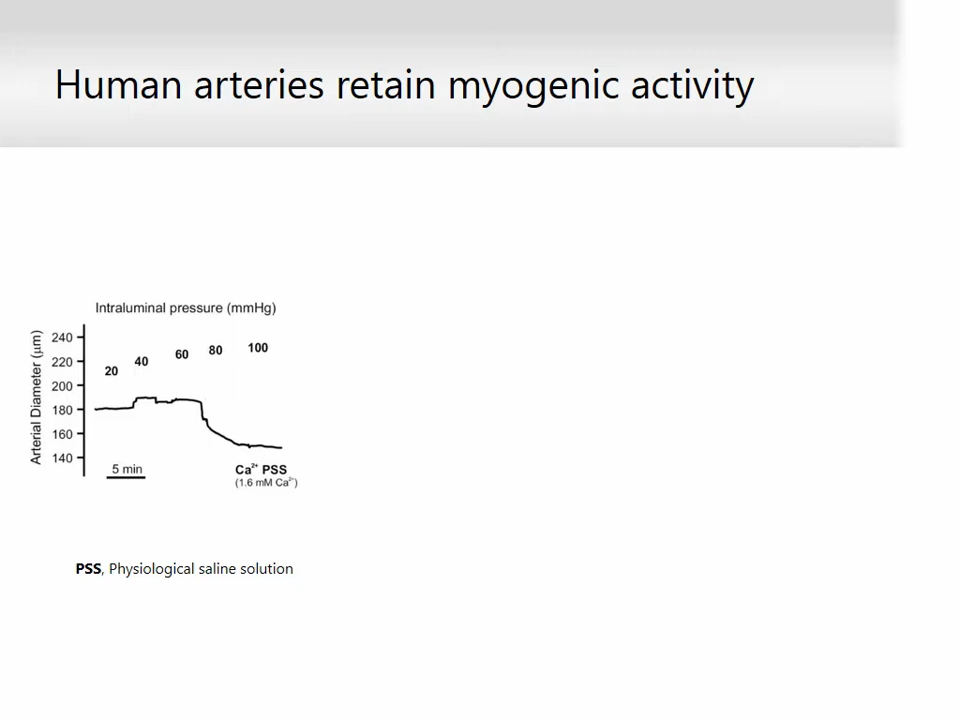 Human arteries retain myogenic activity
Intraluminal pressure (mmHg)
Arterial Diameter (μm)
240
220
200
180
160
140
20
40
60
80
100
5 min
Ca²⁺ PSS
(1.6 mM Ca²⁺)
PSS, Physiological saline solution